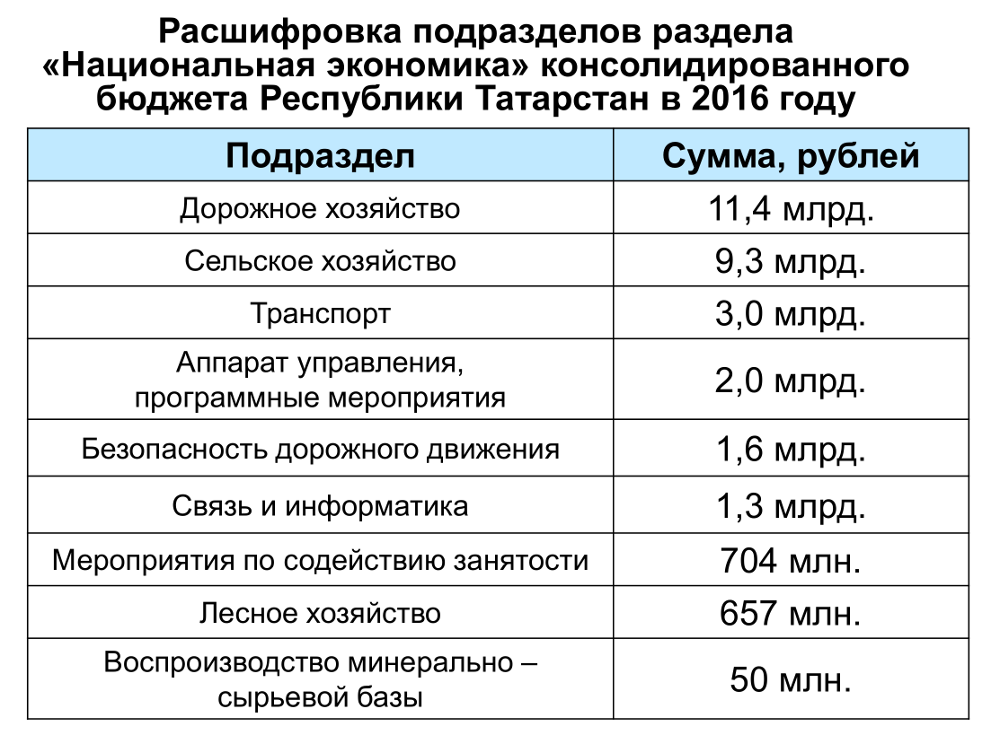 Расшифровка подразделов раздела
«Национальная экономика» консолидированного
бюджета Республики Татарстан в 2016 году
Подраздел Сумма, рублей
Дорожное хозяйство 11,4 млрд.
Сельское хозяйство 9,3 млрд.
Транспорт 3,0 млрд.
Аппарат управления,
программные мероприятия 2,0 млрд.
Безопасность дорожного движения 1,6 млрд.
Связь и информатика 1,3 млрд.
Мероприятия по содействию занятости 704 млн.
Лесное хозяйство 657 млн.
Воспроизводство минерально –
сырьевой базы 50 млн.